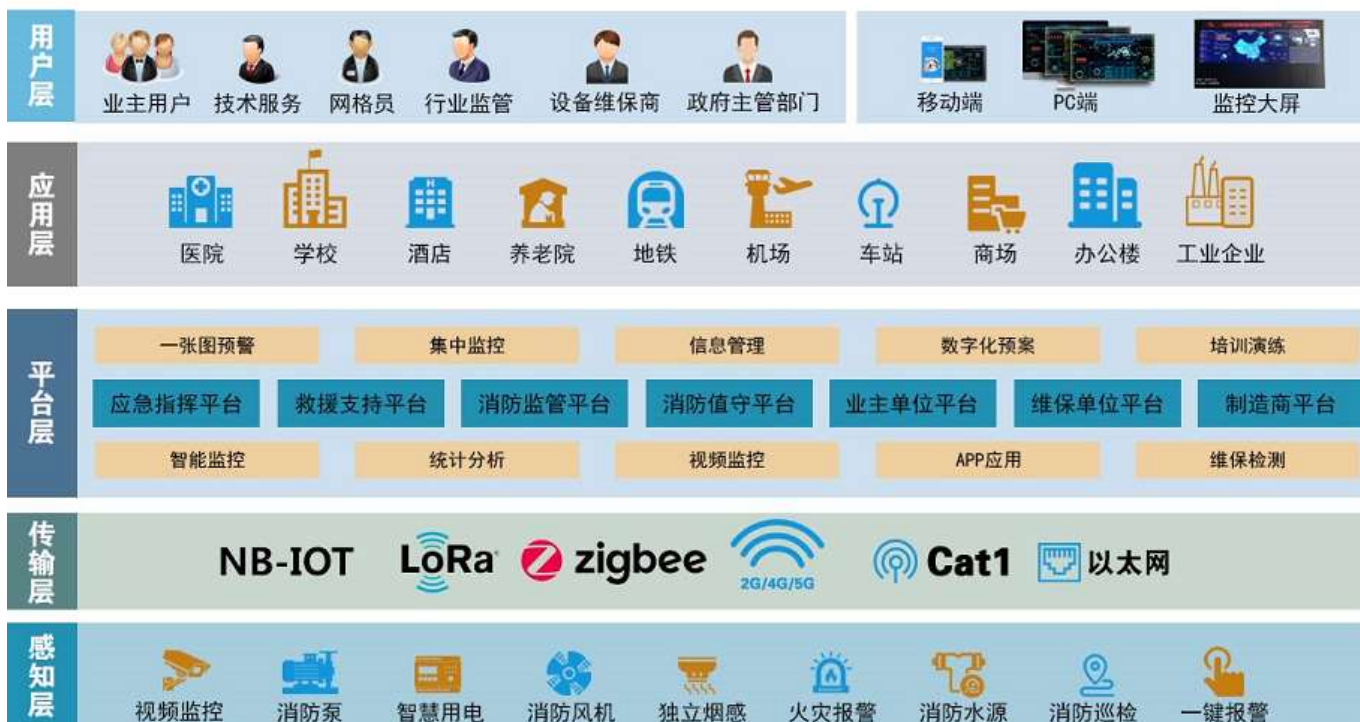 用户层
业主用户 技术服务 网格员 行业监管 设备维保商 政府主管部门 移动端 PC端 监控大屏
应用层
H
医院 学校 酒店 养老院 地铁 机场 车站 商场 办公楼 工业企业
平台层
一张图预警 集中监控 信息管理 数字化预案 培训演练
应急指挥平台 救援支持平台 消防监管平台 消防值守平台 业主单位平台 维保单位平台 制造商平台
智能监控 统计分析 视频监控 APP应用 维保检测
传输层
NB-IOT LoRa zigbee 2G/4G/5G Cat1 以太网
感知层
视频监控 消防泵 智慧用电 消防风机 独立烟感 火灾报警 消防水源 消防巡检 一键报警